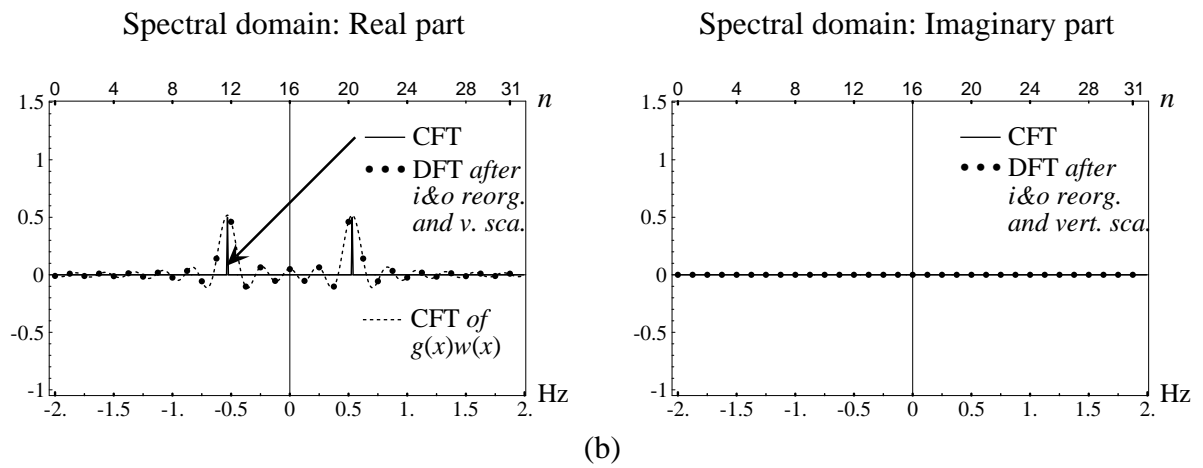 Spectral domain: Real part
0 4 8 12 16 20 24 28 31 n
1.5
1
0.5
0
-0.5
-1
CFT
DFT after
i&o reorg.
and v. sca.
CFT of
g(x)w(x)
-2. -1.5 -1. -0.5 0 0.5 1. 1.5 2. Hz
Spectral domain: Imaginary part
0 4 8 12 16 20 24 28 31 n
1.5
1
0.5
0
-0.5
-1
CFT
DFT after
i&o reorg.
and vert. sca.
-2. -1.5 -1. -0.5 0 0.5 1. 1.5 2. Hz
(b)